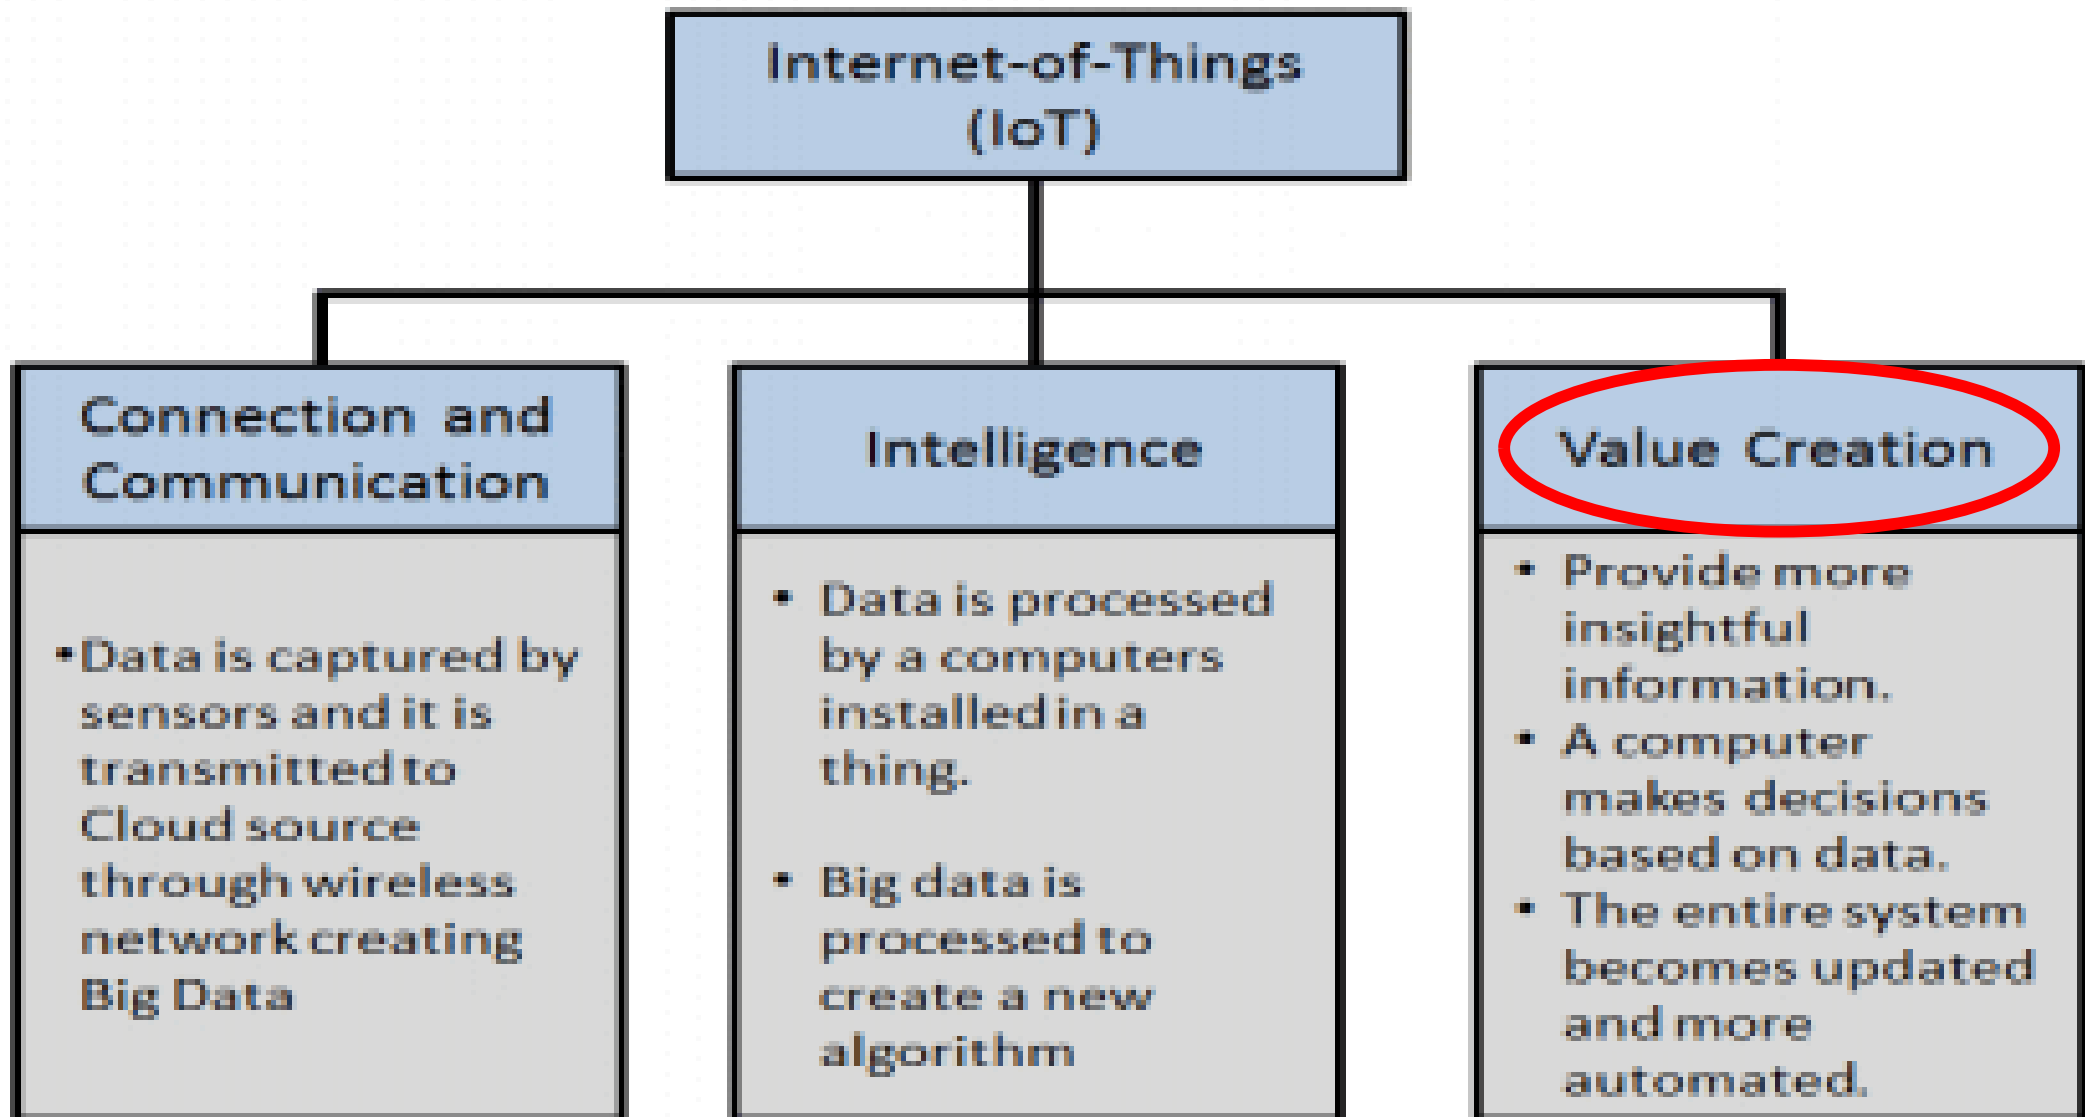 Internet-of-Things
(IoT)
Connection and
Communication
•Data is captured by
sensors and it is
transmitted to
Cloud source
through wireless
network creating
Big Data
Intelligence
• Data is processed
by a computers
installed in a
thing.
• Big data is
processed to
create a new
algorithm
Value Creation
• Provide more
insightful
information.
• A computer
makes decisions
based on data.
• The entire system
becomes updated
and more
automated.